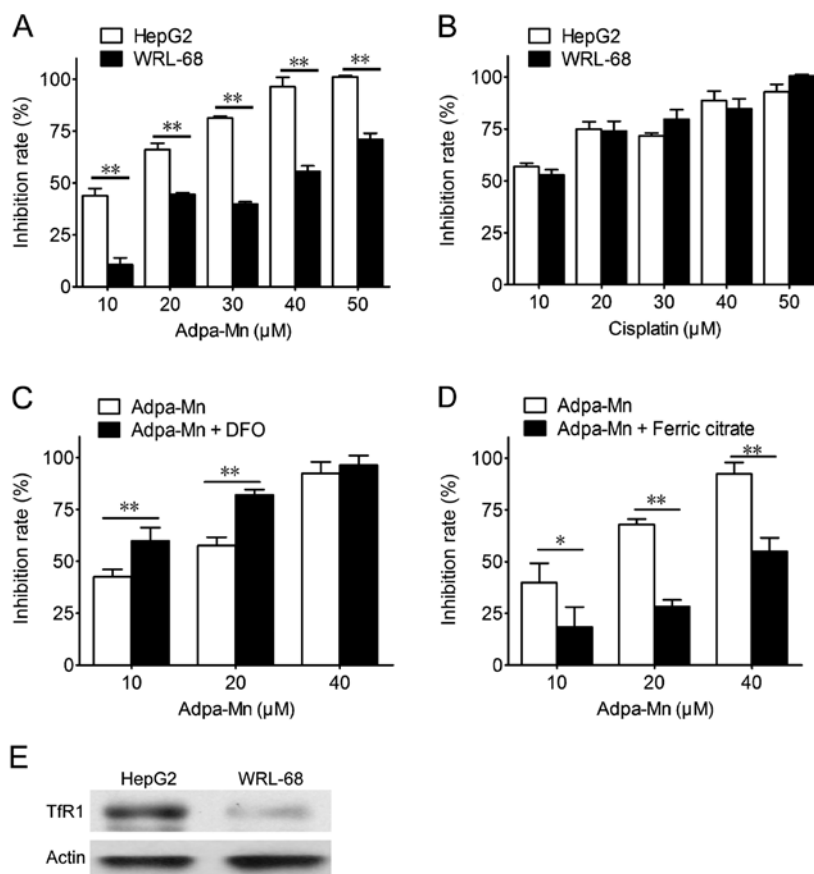 A
HepG2
WRL-68
Inhibition rate (%)
100
75
50
25
0
**
**
**
**
**
10 20 30 40 50
Adpa-Mn (μM)
B
HepG2
WRL-68
Inhibition rate (%)
100
75
50
25
0
10 20 30 40 50
Cisplatin (μM)
C
Adpa-Mn
Adpa-Mn + DFO
Inhibition rate (%)
100
75
50
25
0
**
**
10 20 40
Adpa-Mn (μM)
D
Adpa-Mn
Adpa-Mn + Ferric citrate
Inhibition rate (%)
100
75
50
25
0
*
**
**
10 20 40
Adpa-Mn (μM)
E
HepG2 WRL-68
TfR1
Actin